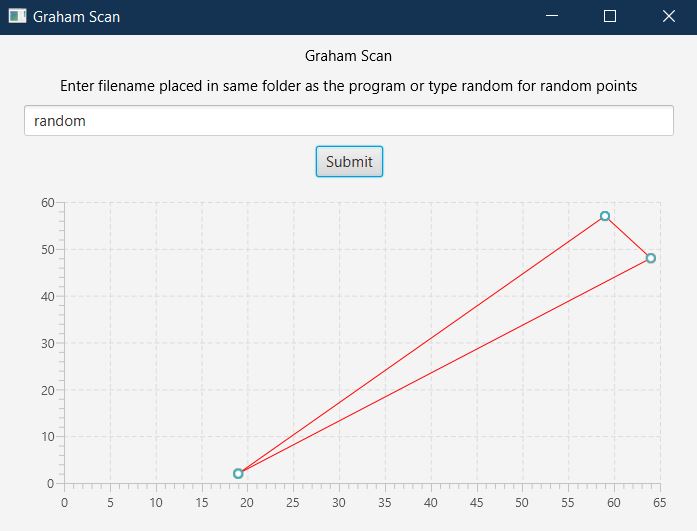 Graham Scan
Graham Scan
Enter filename placed in same folder as the program or type random for random points
random
Submit
60
50
40
30
20
10
0
0 5 10 15 20 25 30 35 40 45 50 55 60 65